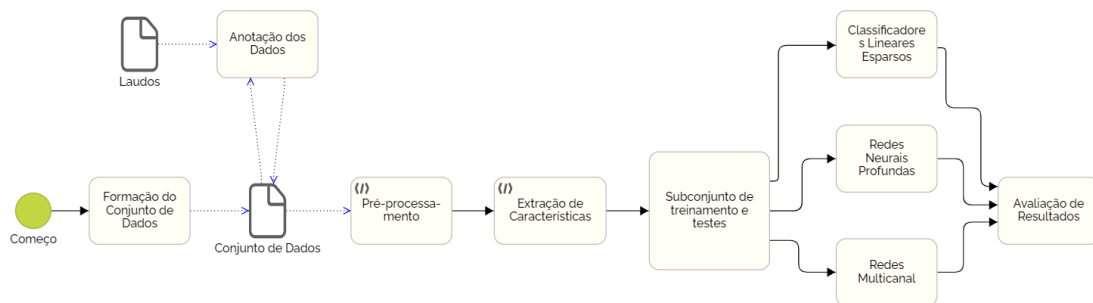 Laudos
Anotação dos
Dados
Começo
Formação do
Conjunto de
Dados
Conjunto de Dados
Pré-processa-
mento
Extração de
Características
Subconjunto de
treinamento e
testes
Classificadore
s Lineares
Esparsos
Redes
Neurais
Profundas
Redes
Multicanal
Avaliação de
Resultados